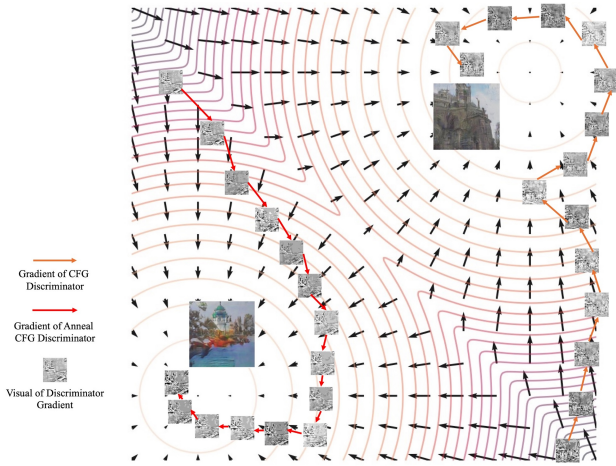 Gradient of CFG
Discriminator
Gradient of Anneal
CFG Discriminator
Visual of Discriminator
Gradient